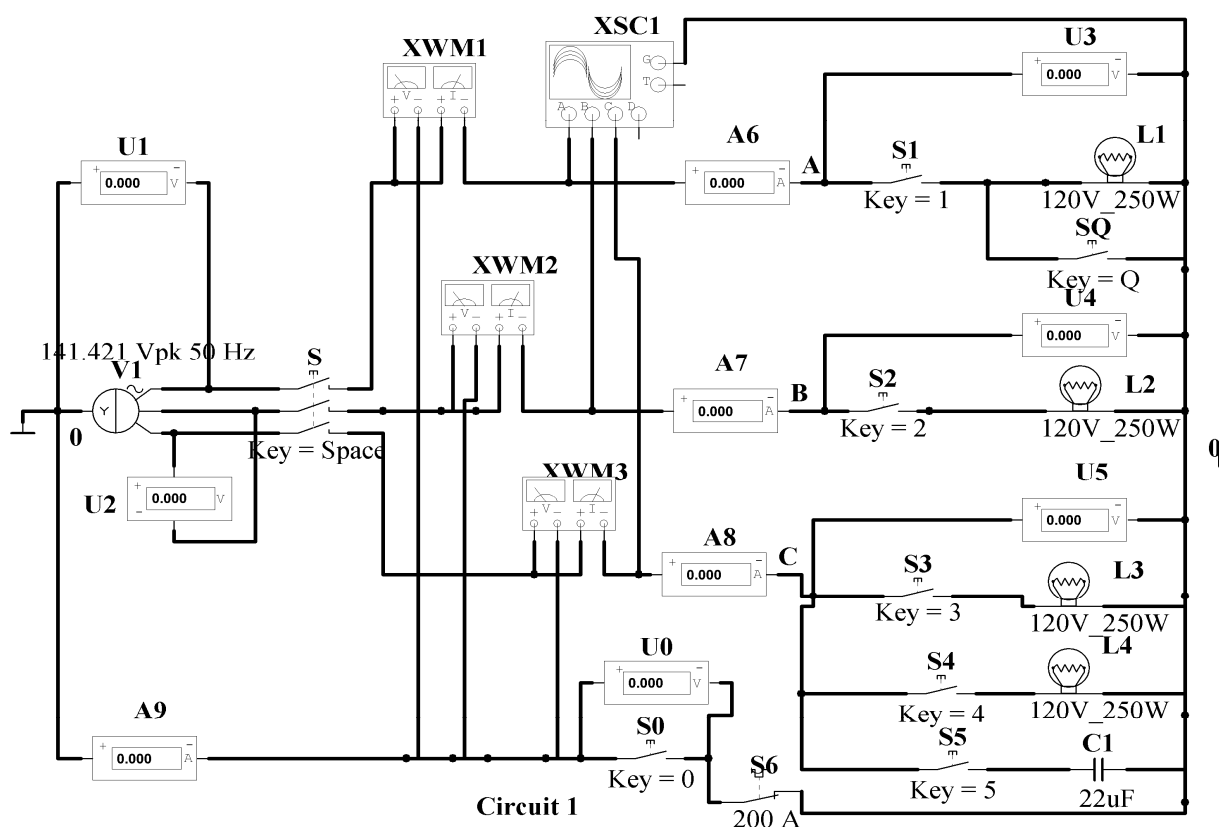 XSC1
G
T
A B C D
XWM1
V I
+ − + −
U3
+ 0.000 V −
U1
+ 0.000 V −
A6
+ 0.000 A −
A
S1
Key = 1
L1
120V_250W
SQ
Key = Q
XWM2
V I
+ − + −
U4
+ 0.000 V −
141.421 Vpk 50 Hz
V1
Y
0
S
Key = Space
A7
+ 0.000 A −
B
S2
Key = 2
L2
120V_250W
q
U2
+ 0.000 V
−
XWM3
V I
+ − + −
U5
+ 0.000 V −
A8
+ 0.000 A −
C
S3
Key = 3
L3
120V_250W
S4
Key = 4
L4
120V_250W
U0
+ 0.000 V −
A9
+ 0.000 A −
S0
Key = 0
S5
Key = 5
C1
22uF
S6
200 A
Circuit 1